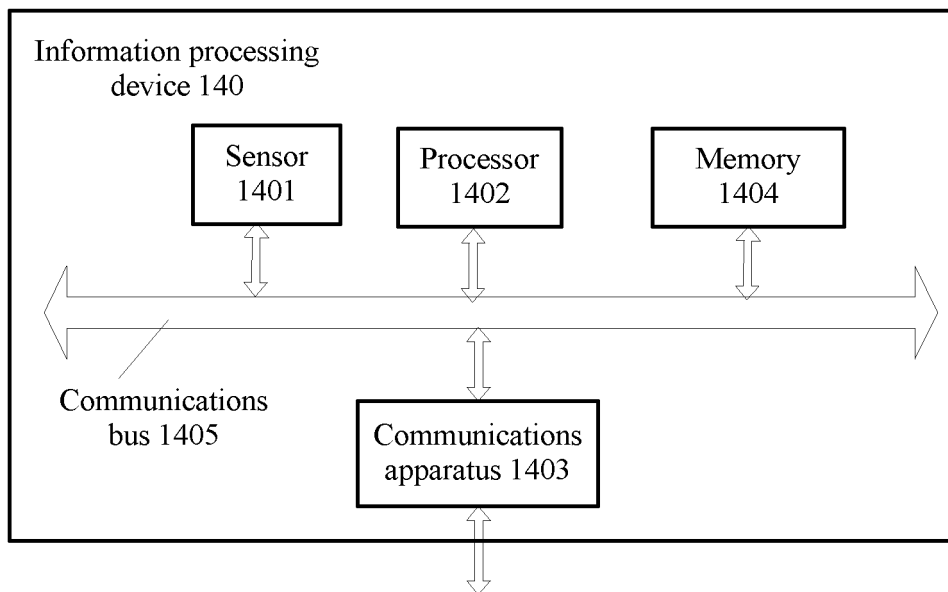 Information processing
device 140
Sensor
1401
Processor
1402
Memory
1404
Communications
bus 1405
Communications
apparatus 1403